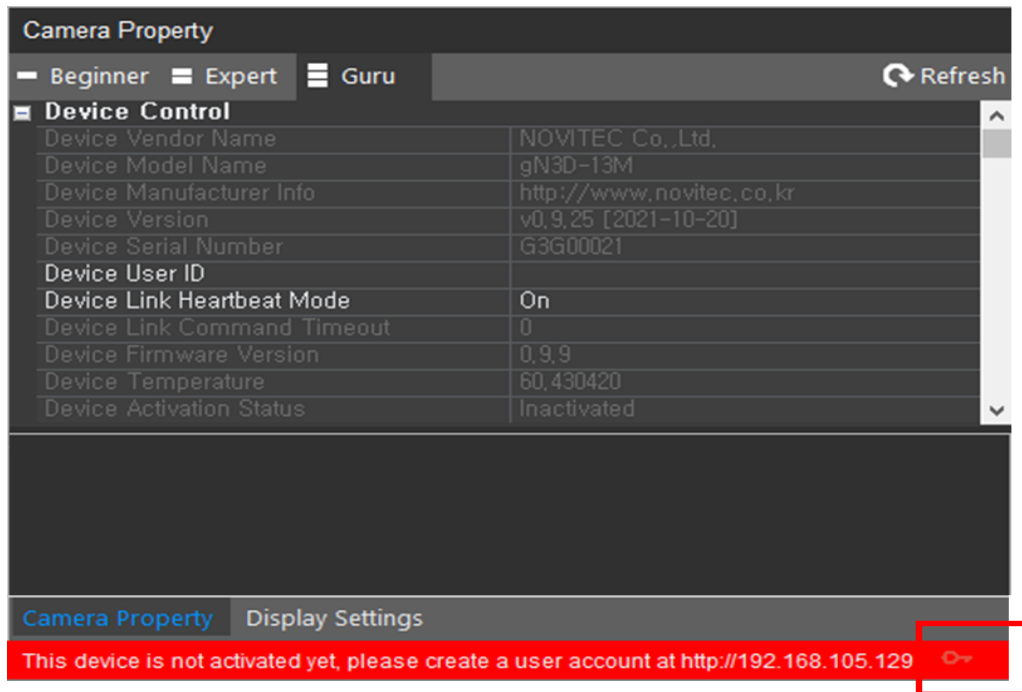 Camera Property
Beginner Expert Guru Refresh
Device Control
Device Vendor Name NOVITEC Co.,Ltd.
Device Model Name gN3D-13M
Device Manufacturer Info http://www.novitec.co.kr
Device Version v0.9.25 [2021-10-20]
Device Serial Number G3G00021
Device User ID
Device Link Heartbeat Mode On
Device Link Command Timeout 0
Device Firmware Version 0.9.9
Device Temperature 60.430420
Device Activation Status Inactivated
Camera Property Display Settings
This device is not activated yet, please create a user account at http://192.168.105.129